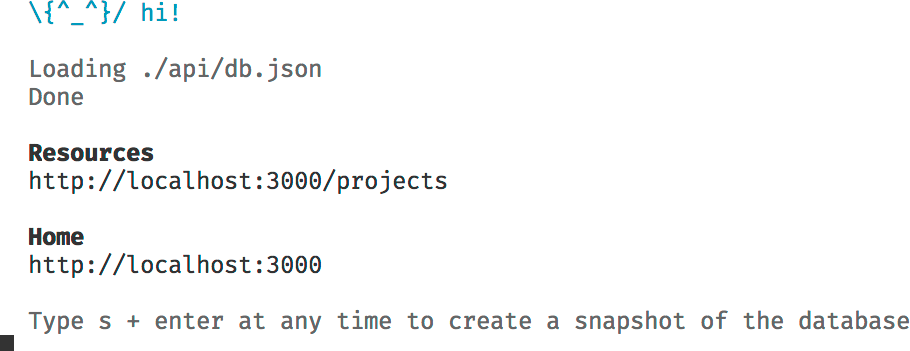 \{^_^}/ hi!
Loading ./api/db.json
Done
Resources
http://localhost:3000/projects
Home
http://localhost:3000
Type s + enter at any time to create a snapshot of the database